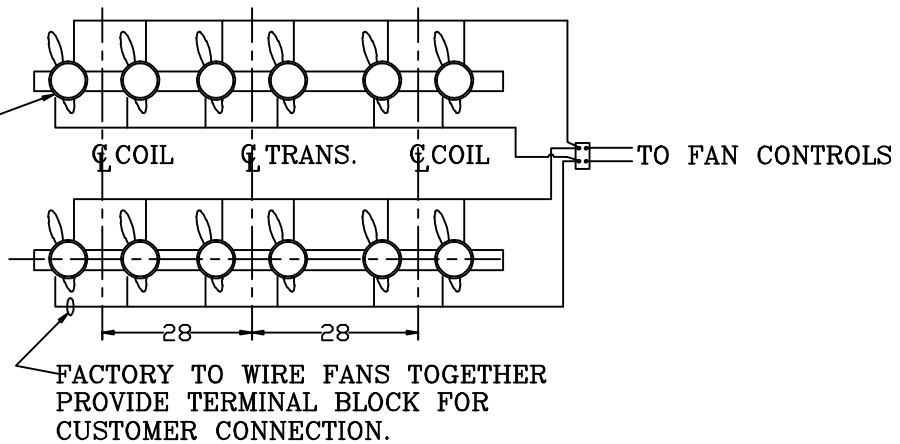 ℄ COIL ℄ TRANS. ℄ COIL
TO FAN CONTROLS
28 28
FACTORY TO WIRE FANS TOGETHER
PROVIDE TERMINAL BLOCK FOR
CUSTOMER CONNECTION.